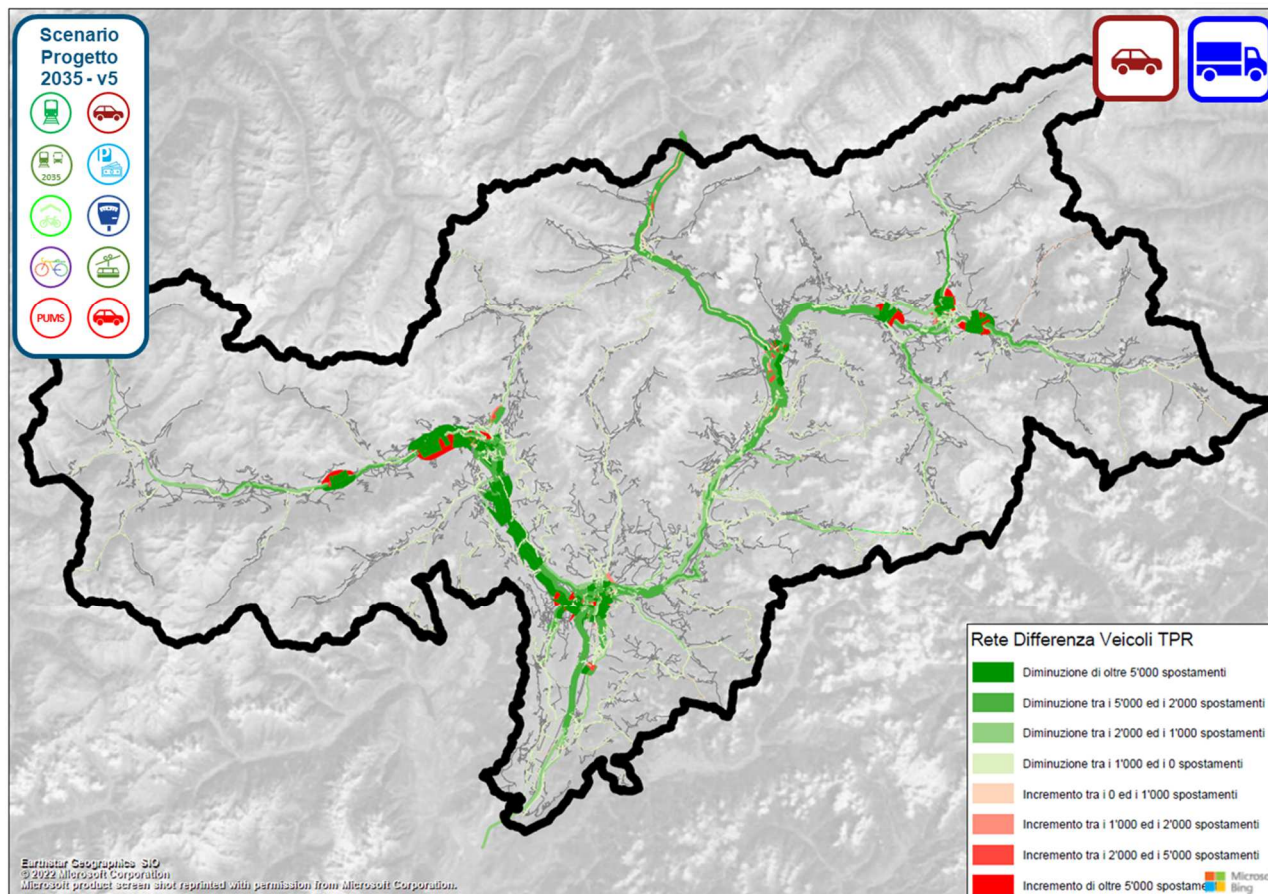 Scenario
Progetto
2035 - v5
2035
PUMS
Rete Differenza Veicoli TPR
Diminuzione di oltre 5'000 spostamenti
Diminuzione tra i 5'000 ed i 2'000 spostamenti
Diminuzione tra i 2'000 ed i 1'000 spostamenti
Diminuzione tra i 1'000 ed i 0 spostamenti
Incremento tra i 0 ed i 1'000 spostamenti
Incremento tra i 1'000 ed i 2'000 spostamenti
Incremento tra i 2'000 ed i 5'000 spostamenti
Incremento di oltre 5'000 spostame
Microso
Bing
Earthstar Geographics SIO
© 2022 Microsoft Corporation
Microsoft product screen shot reprinted with permission from Microsoft Corporation.